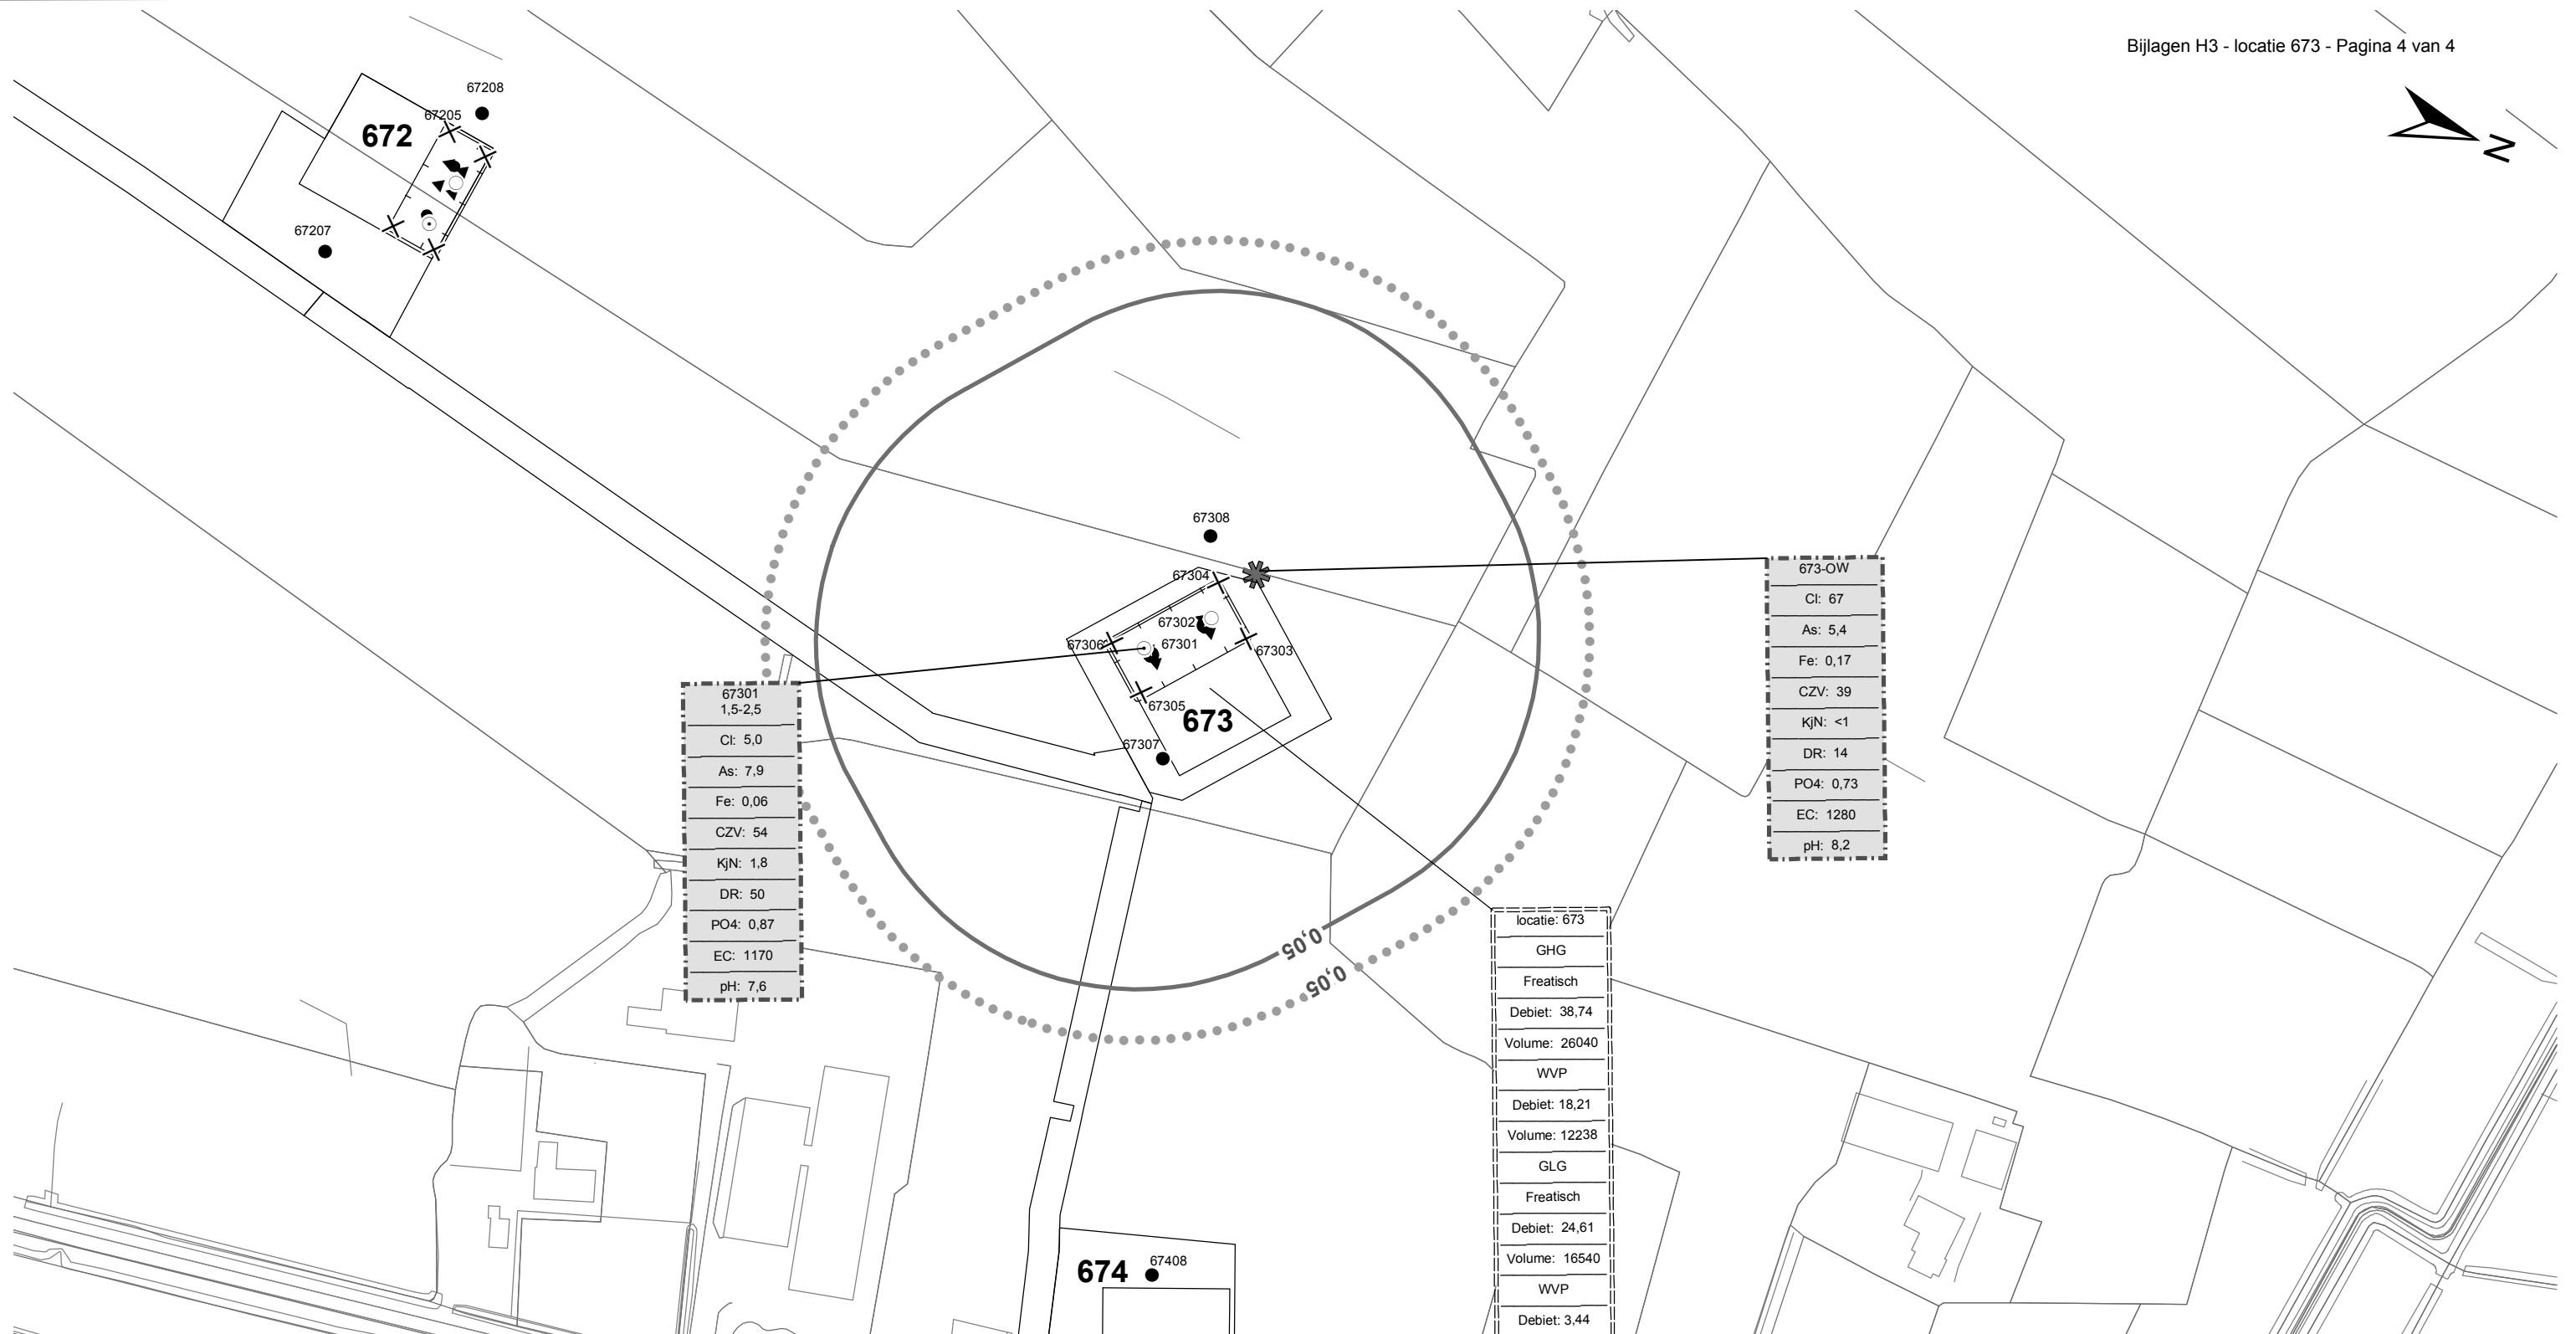 Bijlagen H3 - locatie 673 - Pagina 4 van 4
N
67208
67205
672
67207
67308
67304
67302
67301
67306
67303
67305
673
67307
67301
1,5-2,5
Cl: 5,0
As: 7,9
Fe: 0,06
CZV: 54
KjN: 1,8
DR: 50
PO4: 0,87
EC: 1170
pH: 7,6
673-OW
Cl: 67
As: 5,4
Fe: 0,17
CZV: 39
KjN: <1
DR: 14
PO4: 0,73
EC: 1280
pH: 8,2
0,05
0,05
locatie: 673
GHG
Freatisch
Debiet: 38,74
Volume: 26040
WVP
Debiet: 18,21
Volume: 12238
GLG
Freatisch
Debiet: 24,61
Volume: 16540
WVP
Debiet: 3,44
674
67408